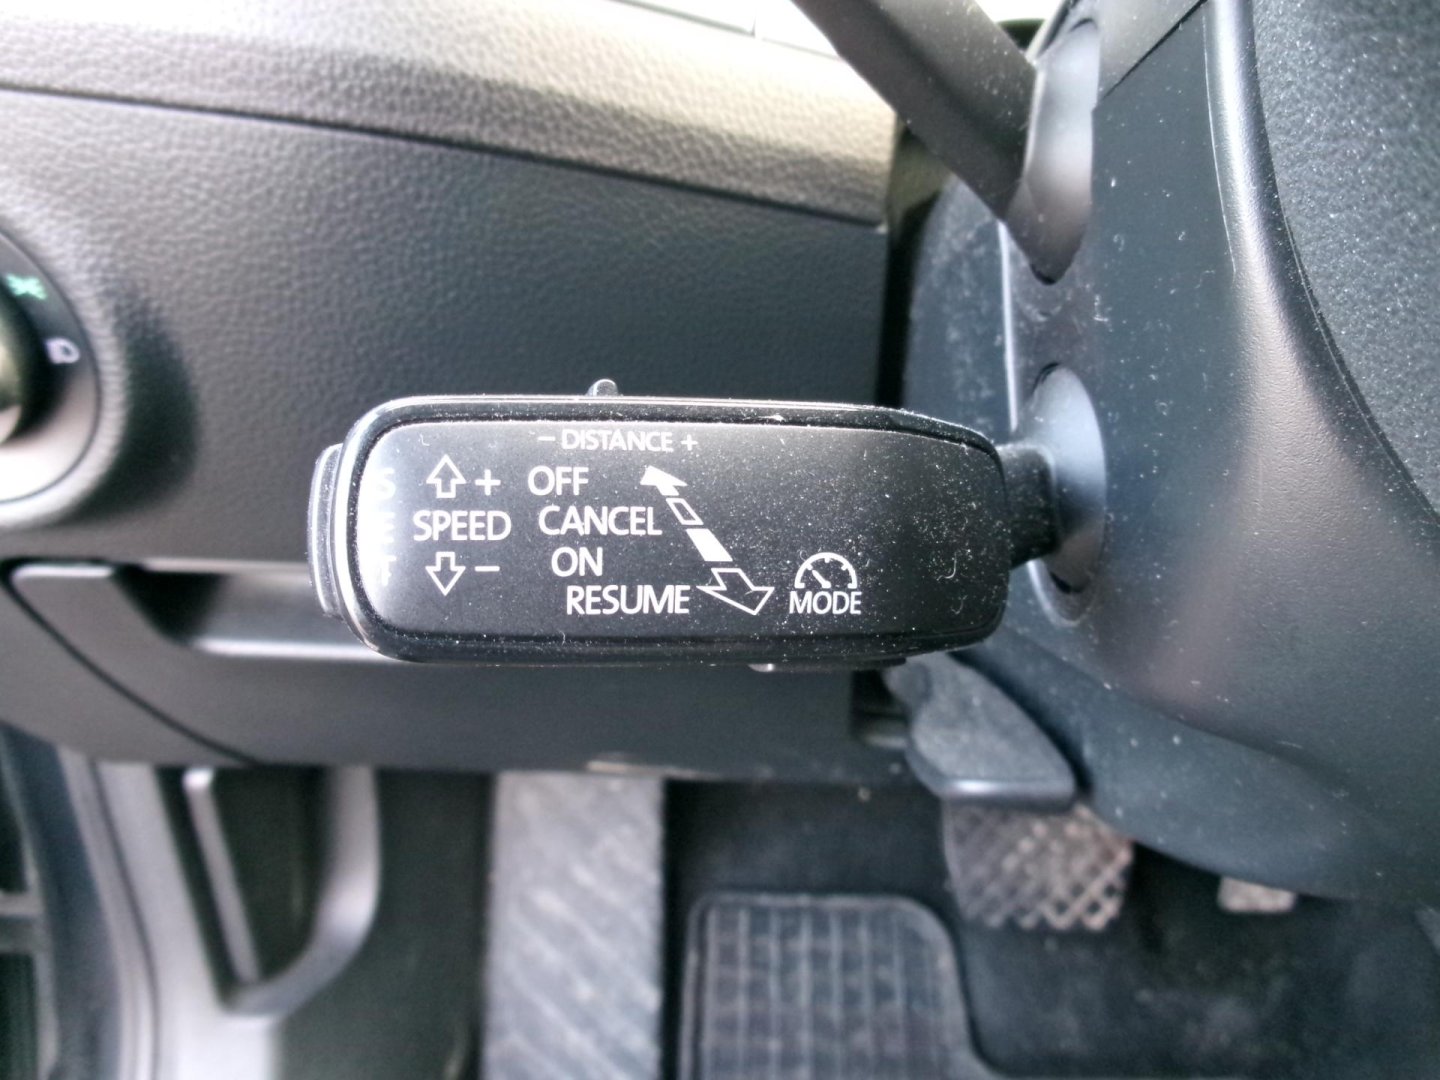 - DISTANCE +
S
E
T
+
SPEED
-
OFF
CANCEL
ON
RESUME
MODE